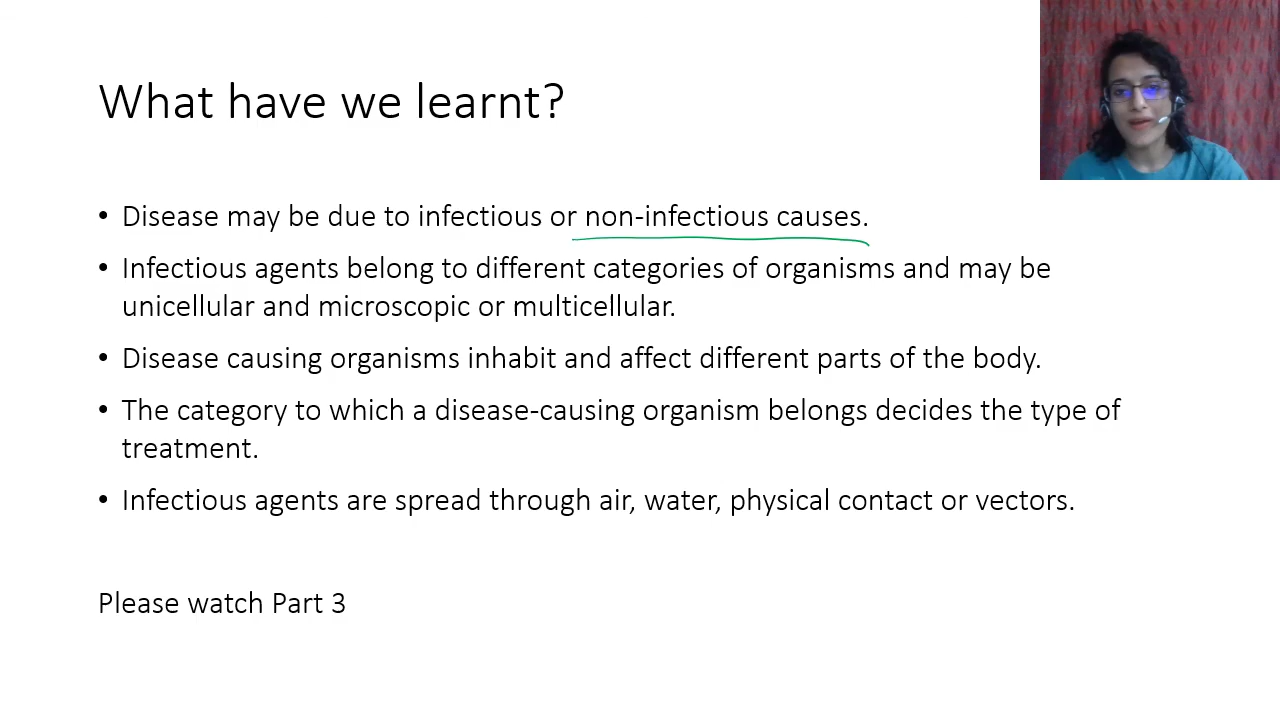 What have we learnt?
• Disease may be due to infectious or non-infectious causes.
• Infectious agents belong to different categories of organisms and may be
unicellular and microscopic or multicellular.
• Disease causing organisms inhabit and affect different parts of the body.
• The category to which a disease-causing organism belongs decides the type of
treatment.
• Infectious agents are spread through air, water, physical contact or vectors.
Please watch Part 3